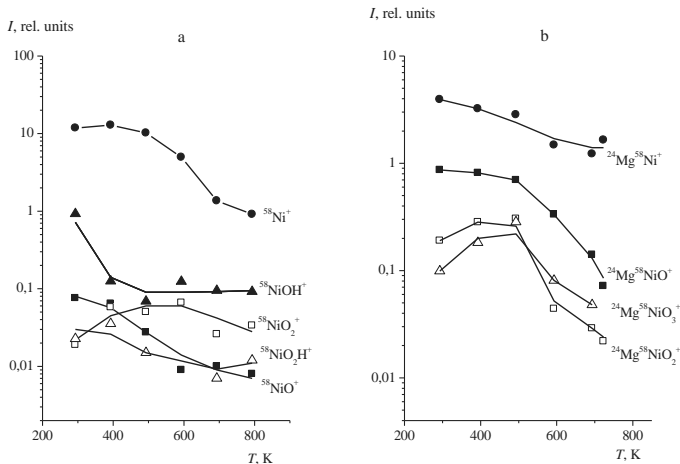 I, rel. units
a
100
10
1
0,1
0,01
⁵⁸Ni⁺
⁵⁸NiOH⁺
⁵⁸NiO₂⁺
⁵⁸NiO₂H⁺
⁵⁸NiO⁺
200 400 600 800
T, K
I, rel. units
b
10
1
0,1
0,01
²⁴Mg⁵⁸Ni⁺
²⁴Mg⁵⁸NiO⁺
²⁴Mg⁵⁸NiO₃⁺
²⁴Mg⁵⁸NiO₂⁺
200 400 600 800
T, K